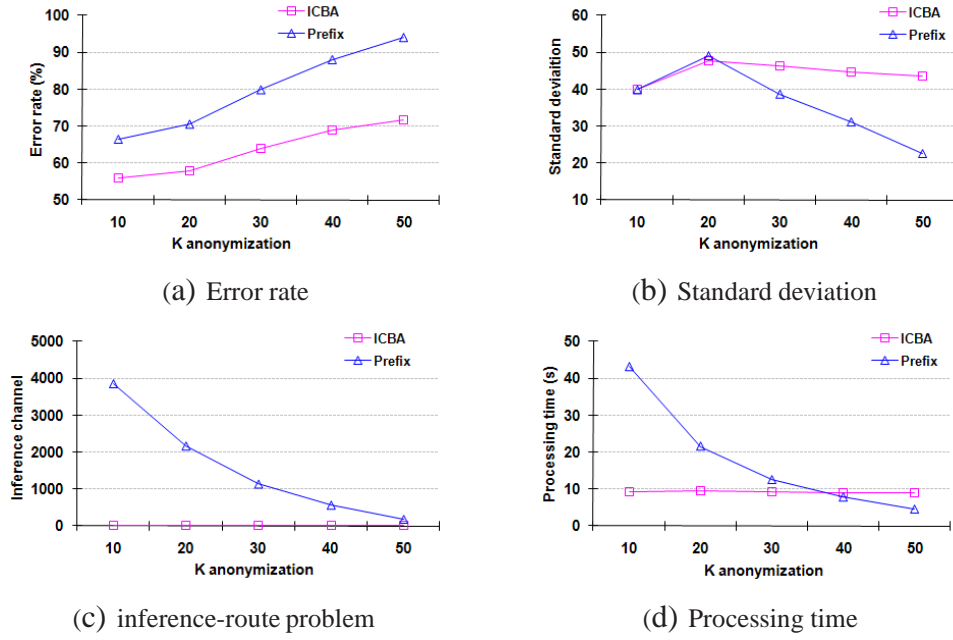 ICBA
Prefix
Error rate (%)
100
90
80
70
60
50
10 20 30 40 50
K anonymization
(a) Error rate
ICBA
Prefix
Standard deviation
60
50
40
30
20
10
10 20 30 40 50
K anonymization
(b) Standard deviation
ICBA
Prefix
Inference channel
5000
4000
3000
2000
1000
0
10 20 30 40 50
K anonymization
(c) inference-route problem
ICBA
Prefix
Processing time (s)
50
40
30
20
10
0
10 20 30 40 50
K anonymization
(d) Processing time